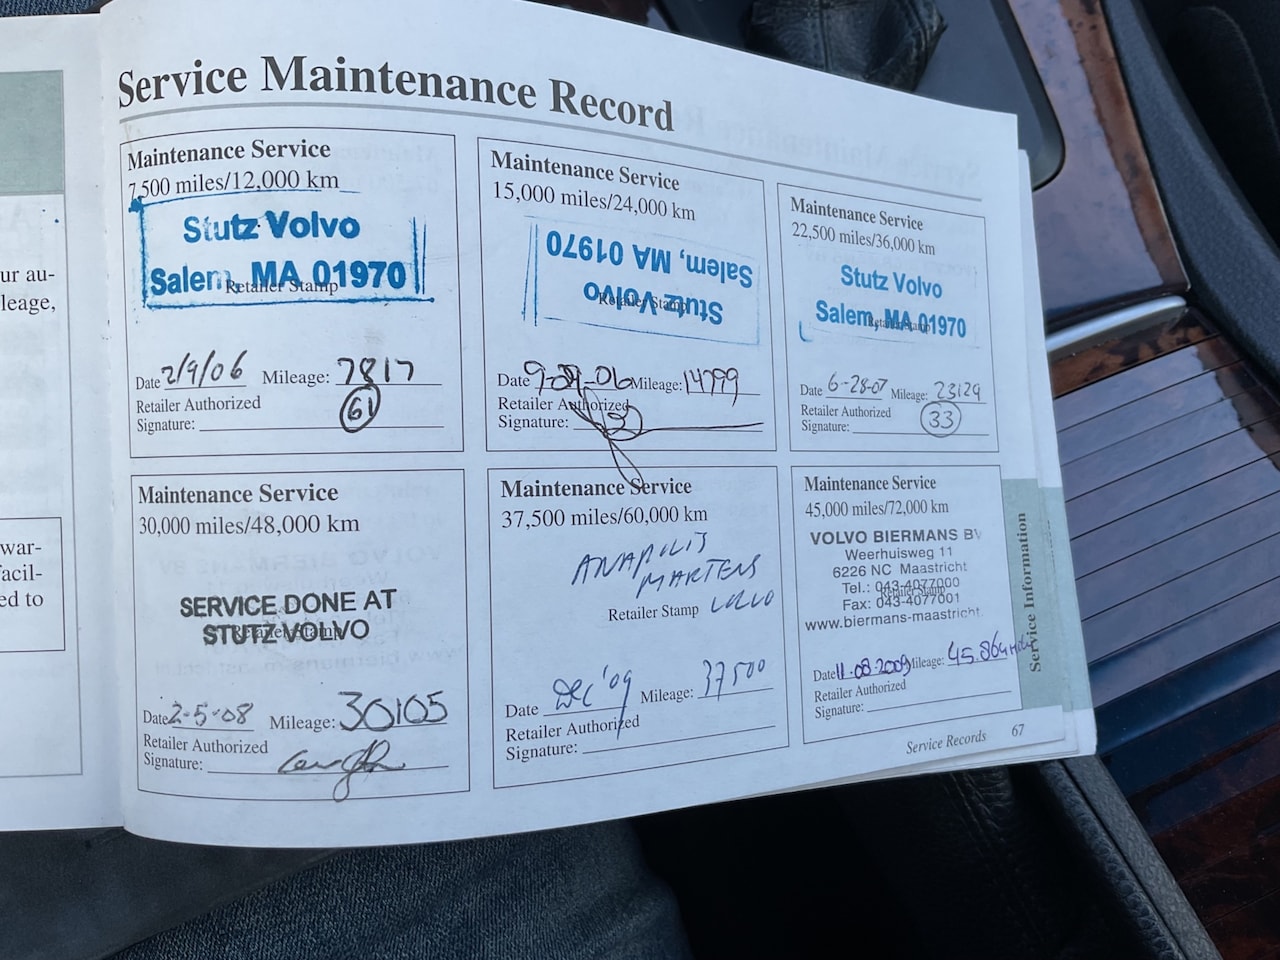 ur au-
leage,
war-
facil-
ed to
Service Maintenance Record
Maintenance Service
7,500 miles/12,000 km
Stutz Volvo
Salem, MA 01970
Retailer Stamp
Date 2/9/06 Mileage: 7817
Retailer Authorized
Signature:
61
Maintenance Service
15,000 miles/24,000 km
Stutz Volvo
Salem, MA 01970
Retailer Stamp
Date 9- -06 Mileage: 14799
Retailer Authorized
Signature:
Maintenance Service
22,500 miles/36,000 km
Stutz Volvo
Salem, MA 01970
Retailer Stamp
Date 6-28-07 Mileage: 23129
Retailer Authorized
Signature:
33
Maintenance Service
30,000 miles/48,000 km
SERVICE DONE AT
STUTZ VOLVO
Retailer Stamp
Date 2-5-08 Mileage: 30105
Retailer Authorized
Signature:
Maintenance Service
37,500 miles/60,000 km
ANAPOLIS
MARTENS
VOLVO
Retailer Stamp
Date DEC '09 Mileage: 37500
Retailer Authorized
Signature:
Maintenance Service
45,000 miles/72,000 km
VOLVO BIERMANS BV
Weerhuisweg 11
6226 NC Maastricht
Tel.: 043-4077000
Retailer Stamp
Fax: 043-4077001
www.biermans-maastricht.
Date 11.08.2009 Mileage: 45.864
Retailer Authorized
Signature:
Service Information
Service Records 67